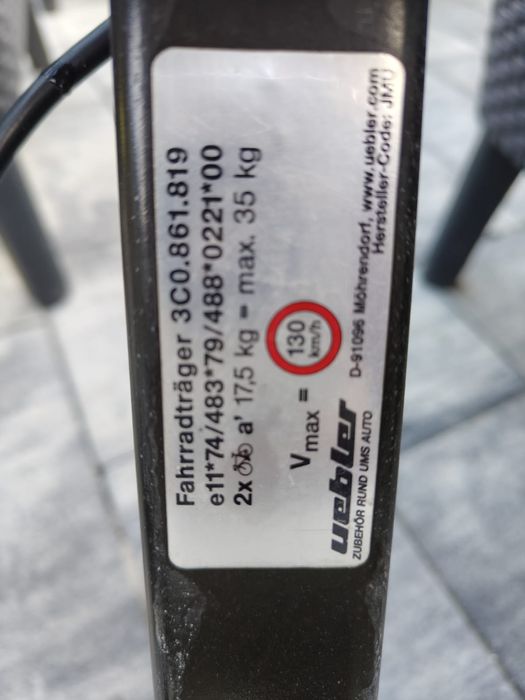 Fahrradträger 3C0.861.819
e11*74/483*79/488*0221*00
2x a' 17,5 kg = max. 35 kg
Vmax = 130 km/h
uebler
ZUBEHÖR RUND UMS AUTO
D-91096 Möhrendorf, www.uebler.com
Hersteller-Code: JMU